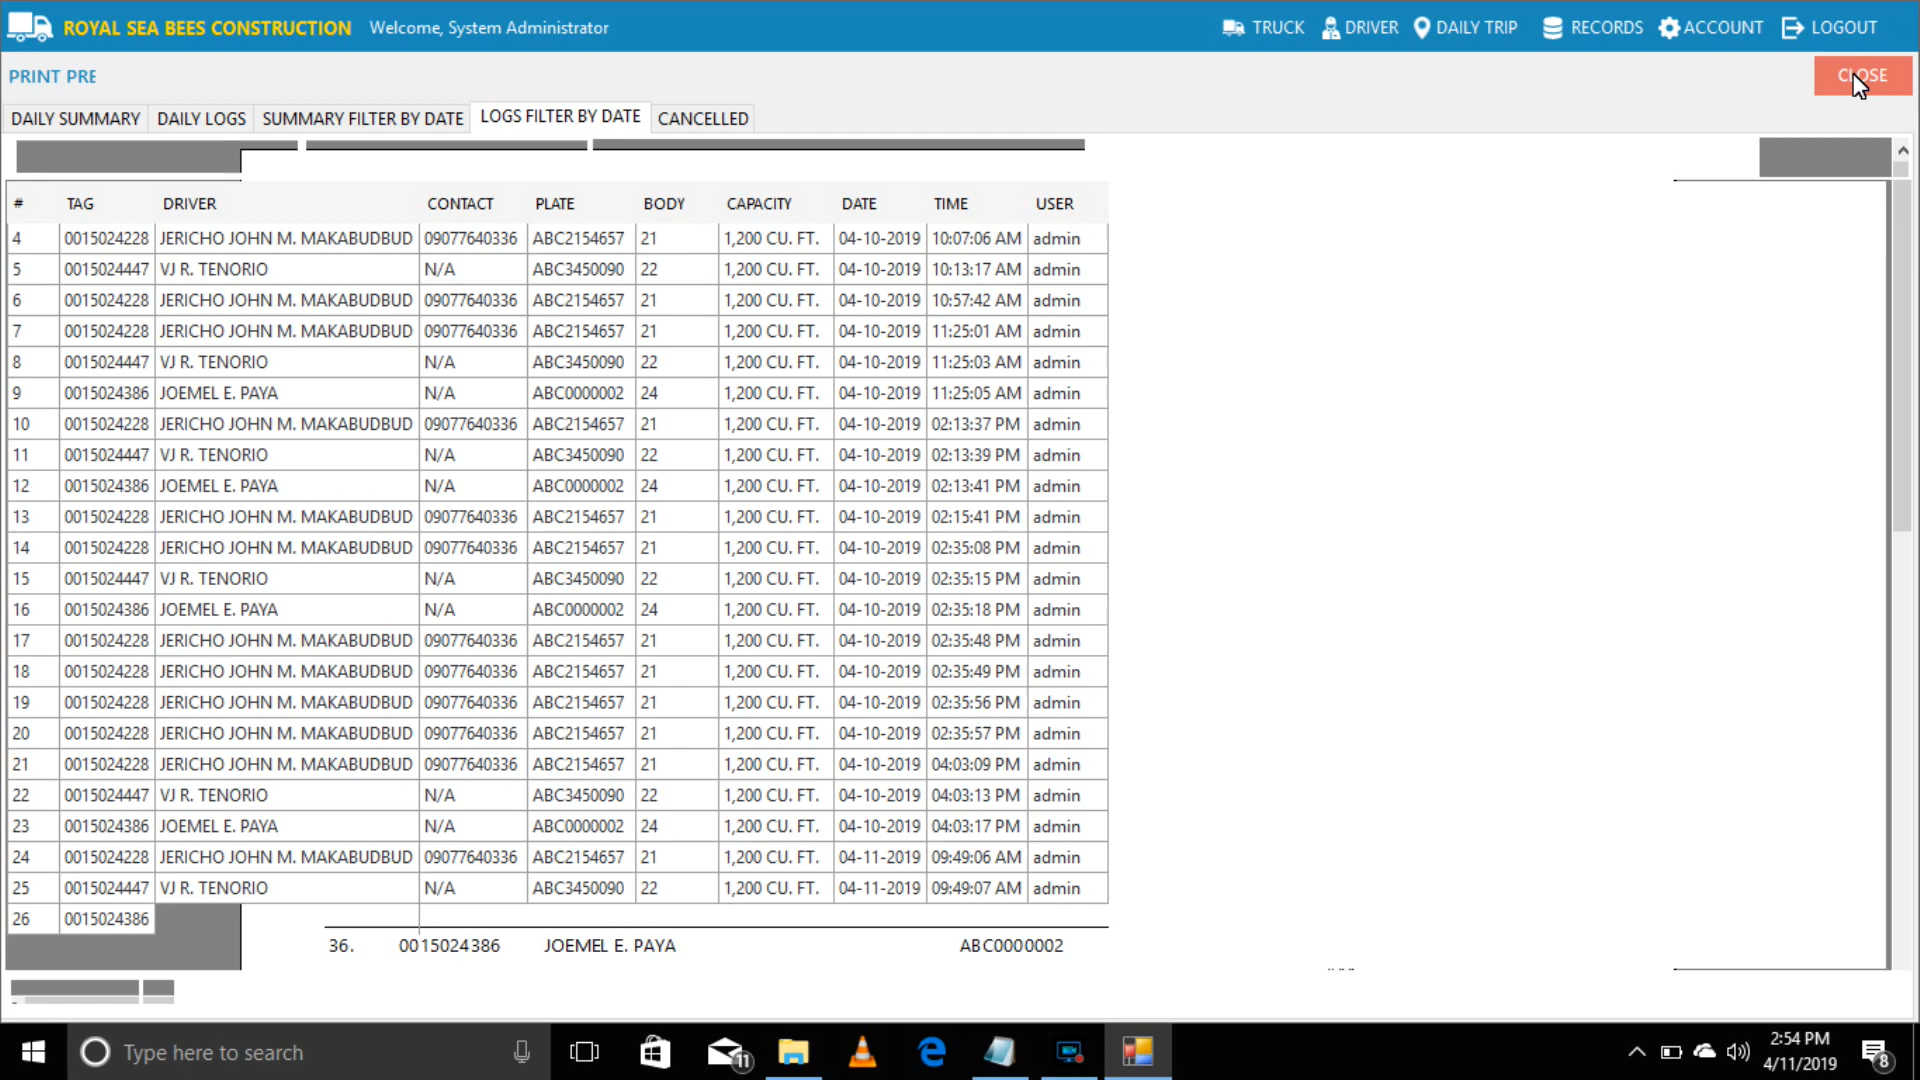 ROYAL SEA BEES CONSTRUCTION Welcome, System Administrator TRUCK DRIVER DAILY TRIP RECORDS ACCOUNT LOGOUT
PRINT PRE
CLOSE
DAILY SUMMARY DAILY LOGS SUMMARY FILTER BY DATE LOGS FILTER BY DATE CANCELLED
# TAG DRIVER CONTACT PLATE BODY CAPACITY DATE TIME USER
4 0015024228 JERICHO JOHN M. MAKABUDBUD 09077640336 ABC2154657 21 1,200 CU. FT. 04-10-2019 10:07:06 AM admin
5 0015024447 VJ R. TENORIO N/A ABC3450090 22 1,200 CU. FT. 04-10-2019 10:13:17 AM admin
6 0015024228 JERICHO JOHN M. MAKABUDBUD 09077640336 ABC2154657 21 1,200 CU. FT. 04-10-2019 10:57:42 AM admin
7 0015024228 JERICHO JOHN M. MAKABUDBUD 09077640336 ABC2154657 21 1,200 CU. FT. 04-10-2019 11:25:01 AM admin
8 0015024447 VJ R. TENORIO N/A ABC3450090 22 1,200 CU. FT. 04-10-2019 11:25:03 AM admin
9 0015024386 JOEMEL E. PAYA N/A ABC0000002 24 1,200 CU. FT. 04-10-2019 11:25:05 AM admin
10 0015024228 JERICHO JOHN M. MAKABUDBUD 09077640336 ABC2154657 21 1,200 CU. FT. 04-10-2019 02:13:37 PM admin
11 0015024447 VJ R. TENORIO N/A ABC3450090 22 1,200 CU. FT. 04-10-2019 02:13:39 PM admin
12 0015024386 JOEMEL E. PAYA N/A ABC0000002 24 1,200 CU. FT. 04-10-2019 02:13:41 PM admin
13 0015024228 JERICHO JOHN M. MAKABUDBUD 09077640336 ABC2154657 21 1,200 CU. FT. 04-10-2019 02:15:41 PM admin
14 0015024228 JERICHO JOHN M. MAKABUDBUD 09077640336 ABC2154657 21 1,200 CU. FT. 04-10-2019 02:35:08 PM admin
15 0015024447 VJ R. TENORIO N/A ABC3450090 22 1,200 CU. FT. 04-10-2019 02:35:15 PM admin
16 0015024386 JOEMEL E. PAYA N/A ABC0000002 24 1,200 CU. FT. 04-10-2019 02:35:18 PM admin
17 0015024228 JERICHO JOHN M. MAKABUDBUD 09077640336 ABC2154657 21 1,200 CU. FT. 04-10-2019 02:35:48 PM admin
18 0015024228 JERICHO JOHN M. MAKABUDBUD 09077640336 ABC2154657 21 1,200 CU. FT. 04-10-2019 02:35:49 PM admin
19 0015024228 JERICHO JOHN M. MAKABUDBUD 09077640336 ABC2154657 21 1,200 CU. FT. 04-10-2019 02:35:56 PM admin
20 0015024228 JERICHO JOHN M. MAKABUDBUD 09077640336 ABC2154657 21 1,200 CU. FT. 04-10-2019 02:35:57 PM admin
21 0015024228 JERICHO JOHN M. MAKABUDBUD 09077640336 ABC2154657 21 1,200 CU. FT. 04-10-2019 04:03:09 PM admin
22 0015024447 VJ R. TENORIO N/A ABC3450090 22 1,200 CU. FT. 04-10-2019 04:03:13 PM admin
23 0015024386 JOEMEL E. PAYA N/A ABC0000002 24 1,200 CU. FT. 04-10-2019 04:03:17 PM admin
24 0015024228 JERICHO JOHN M. MAKABUDBUD 09077640336 ABC2154657 21 1,200 CU. FT. 04-11-2019 09:49:06 AM admin
25 0015024447 VJ R. TENORIO N/A ABC3450090 22 1,200 CU. FT. 04-11-2019 09:49:07 AM admin
26 0015024386
36. 0015024386 JOEMEL E. PAYA ABC0000002
Type here to search
11
2:54 PM
4/11/2019
8